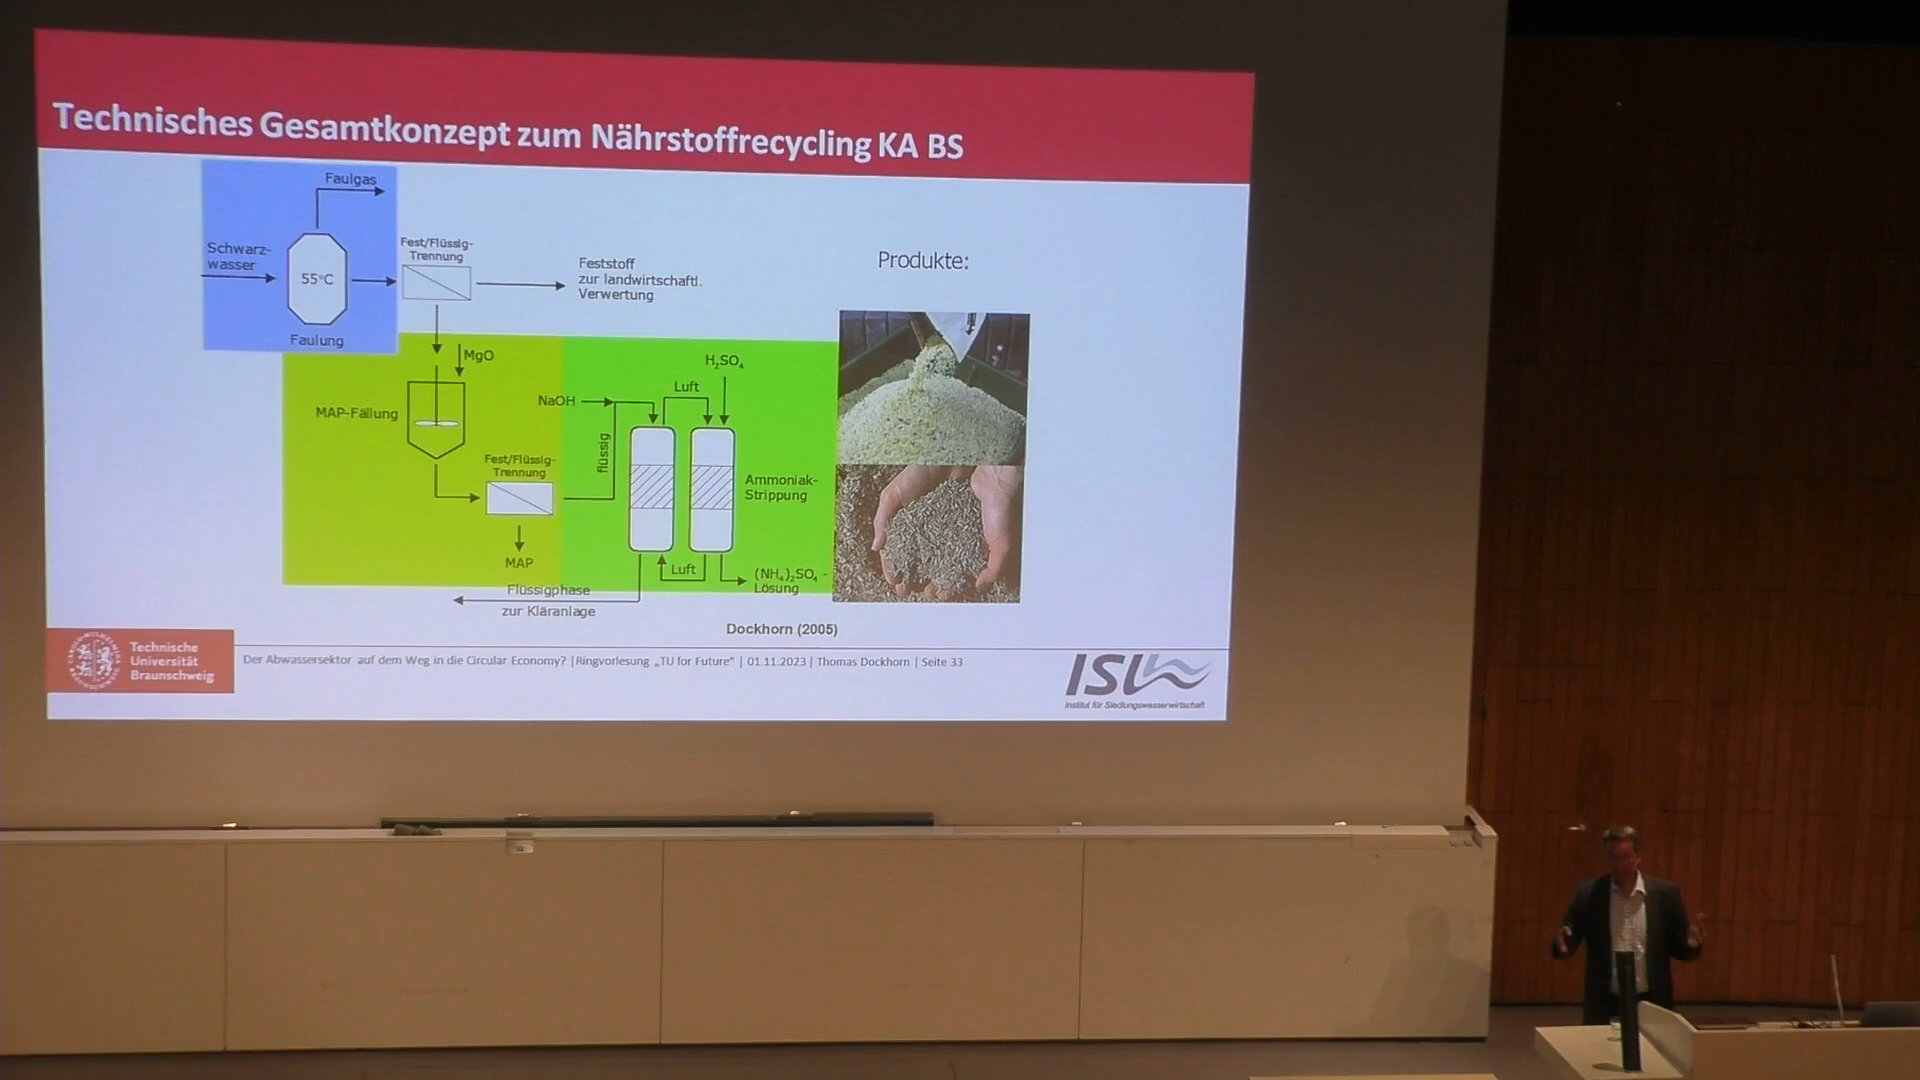 Technisches Gesamtkonzept zum Nährstoffrecycling KA BS
Faulgas
Schwarz-
wasser
55°C
Faulung
Fest/Flüssig-
Trennung
Feststoff
zur landwirtschaftl.
Verwertung
Produkte:
MgO
MAP-Fällung
NaOH
Luft
H₂SO₄
flüssig
Fest/Flüssig-
Trennung
MAP
Ammoniak-
Strippung
Luft
(NH₄)₂SO₄ -
Lösung
Flüssigphase
zur Kläranlage
Dockhorn (2005)
Technische
Universität
Braunschweig
Der Abwassersektor auf dem Weg in die Circular Economy? |Ringvorlesung „TU for Future“ | 01.11.2023 | Thomas Dockhorn | Seite 33
ISW
Institut für Siedlungswasserwirtschaft